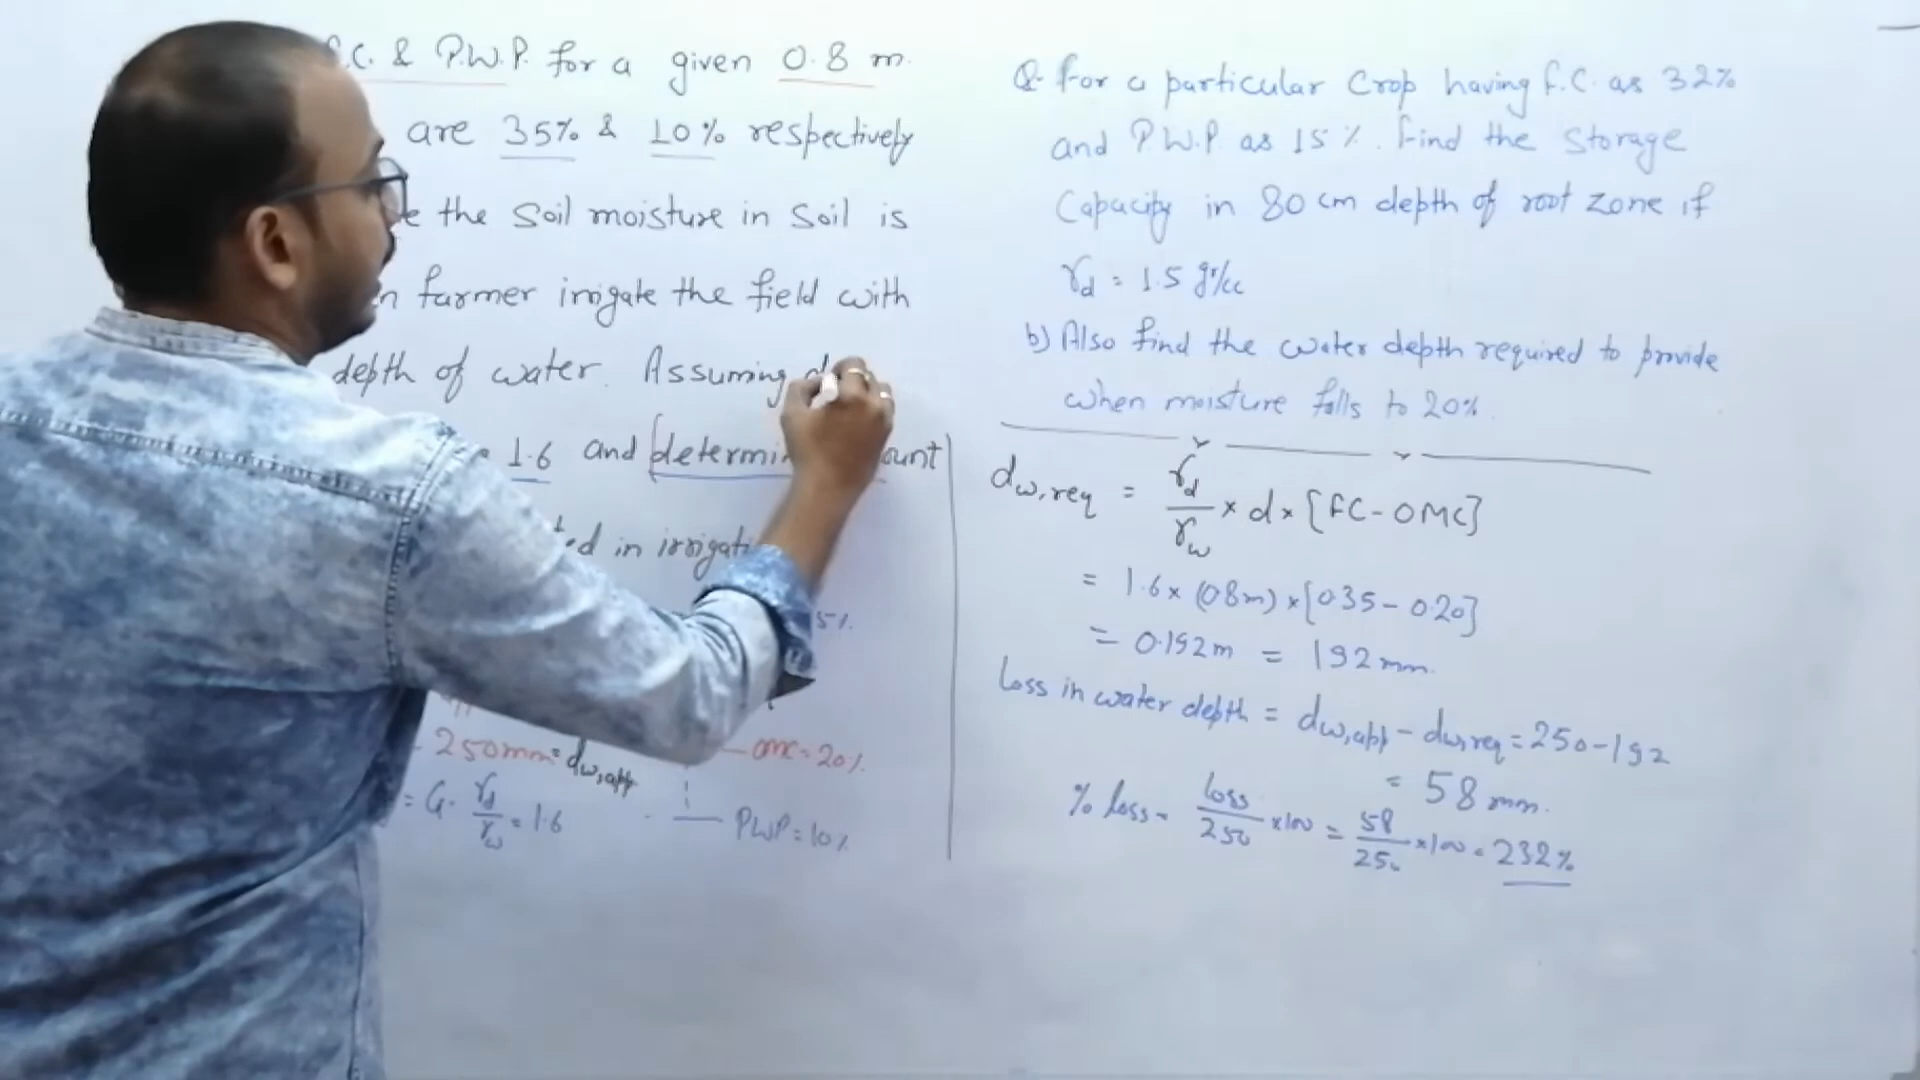 .C. & P.W.P. for a given 0.8 m.
are 35% & 10% respectively
the soil moisture in soil is
farmer irrigate the field with
depth of water. Assuming
1.6 and
in
5%.
250mm = dw,app
OMC = 20%.
= G. γd/γw = 1.6
PWP = 10%
Q. For a particular Crop having F.C. as 32%
and P.W.P. as 15%. Find the storage
Capacity in 80 cm depth of root zone if
γd = 1.5 gr/cc
b) Also find the water depth required to provide
when moisture falls to 20%.
dw,req = γd/γw × d × [FC - OMC]
= 1.6 × (0.8m) × [0.35 - 0.20]
= 0.192m = 192 mm.
Loss in water depth = dw,app - dw,req = 250 - 192
= 58 mm.
% loss = loss/250 × 100 = 58/250 × 100 = 232%